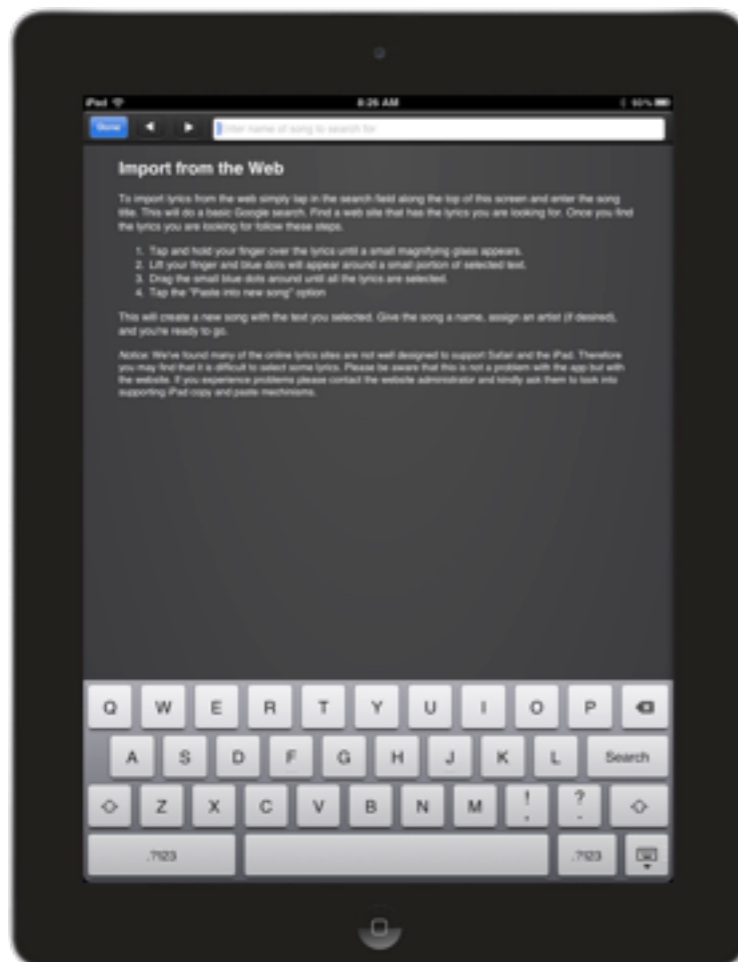 iPad 8:26 AM 90%
Done Enter name of song to search for
Import from the Web
To import lyrics from the web simply tap in the search field along the top of this screen and enter the song
title. This will do a basic Google search. Find a web site that has the lyrics you are looking for. Once you find
the lyrics you are looking for follow these steps.
1. Tap and hold your finger over the lyrics until a small magnifying glass appears.
2. Lift your finger and blue dots will appear around a small portion of selected text.
3. Drag the small blue dots around until all the lyrics are selected.
4. Tap the "Paste into new song" option
This will create a new song with the text you selected. Give the song a name, assign an artist (if desired),
and you're ready to go.
Notice: We've found many of the online lyrics sites are not well designed to support Safari and the iPad. Therefore
you may find that it is difficult to select some lyrics. Please be aware that this is not a problem with the app but with
the website. If you experience problems please contact the website administrator and kindly ask them to look into
supporting iPad copy and paste mechinisms.
Q W E R T Y U I O P
A S D F G H J K L Search
Z X C V B N M ! , ? .
.?123 .?123